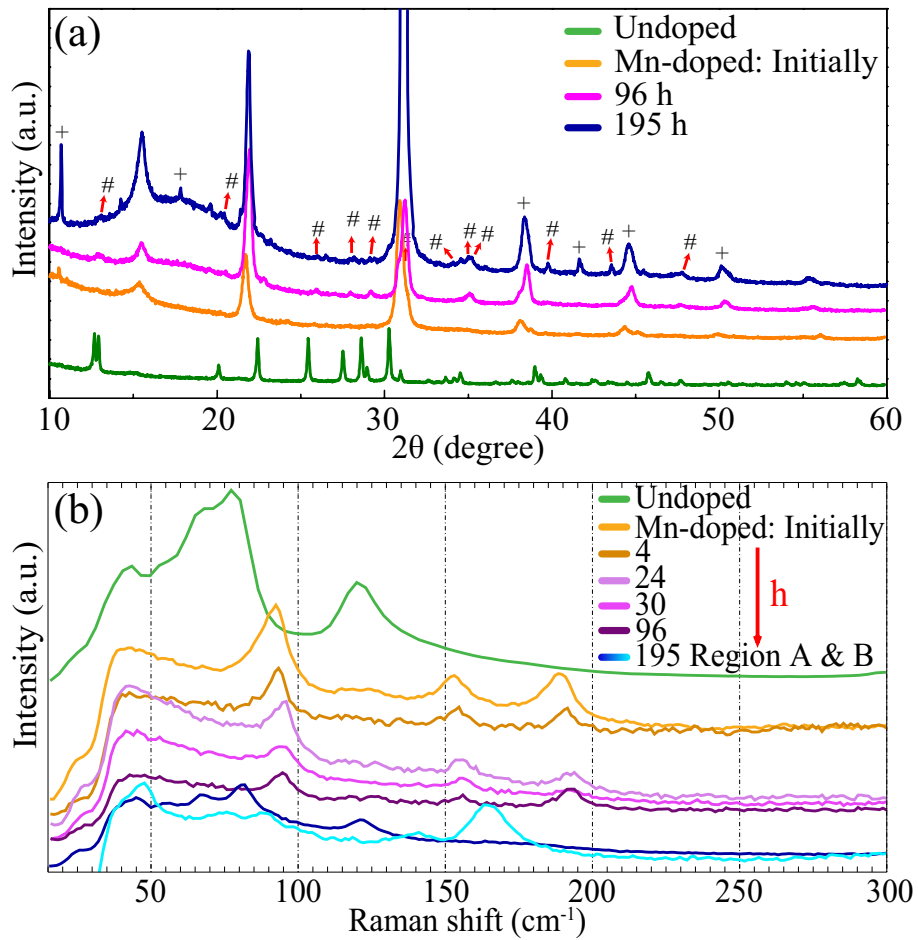 (a)
Undoped
Mn-doped: Initially
96 h
195 h
+ # + # # # # # # # + # + # + # +
#
Intensity (a.u.)
10 20 30 40 50 60
2θ (degree)
(b)
Undoped
Mn-doped: Initially
4
24
30
96
195 Region A & B
h
Intensity (a.u.)
50 100 150 200 250 300
Raman shift (cm-1)